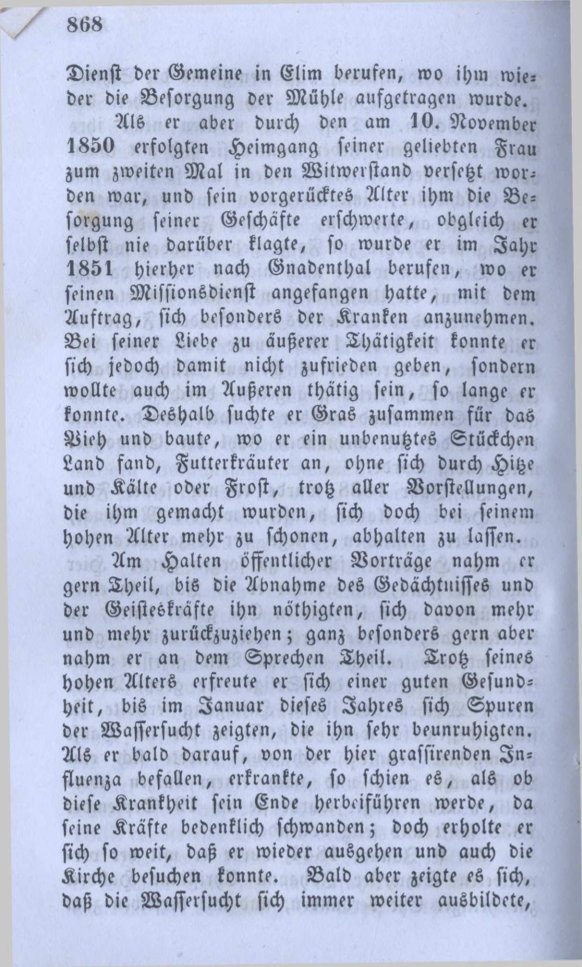 868
Dienst der Gemeine in Elim berufen, wo ihm wie-
der die Besorgung der Mühle aufgetragen wurde.
Als er aber durch den am 10. November
1850 erfolgten Heimgang seiner geliebten Frau
zum zweiten Mal in den Witwerstand versetzt wor-
den war, und sein vorgerücktes Alter ihm die Be-
sorgung seiner Geschäfte erschwerte, obgleich er
selbst nie darüber klagte, so wurde er im Jahr
1851 hierher nach Gnadenthal berufen, wo er
seinen Missionsdienst angefangen hatte, mit dem
Auftrag, sich besonders der Kranken anzunehmen.
Bei seiner Liebe zu äußerer Thätigkeit konnte er
sich jedoch damit nicht zufrieden geben, sondern
wollte auch im Äußeren thätig sein, so lange er
konnte. Deshalb suchte er Gras zusammen für das
Vieh und baute, wo er ein unbenutztes Stückchen
Land fand, Futterkräuter an, ohne sich durch Hitze
und Kälte oder Frost, trotz aller Vorstellungen,
die ihm gemacht wurden, sich doch bei seinem
hohen Alter mehr zu schonen, abhalten zu lassen.
Am Halten öffentlicher Vorträge nahm er
gern Theil, bis die Abnahme des Gedächtnisses und
der Geisteskräfte ihn nöthigten, sich davon mehr
und mehr zurückzuziehen; ganz besonders gern aber
nahm er an dem Sprechen Theil. Trotz seines
hohen Alters erfreute er sich einer guten Gesund-
heit, bis im Januar dieses Jahres sich Spuren
der Wassersucht zeigten, die ihn sehr beunruhigten.
Als er bald darauf, von der hier grassirenden In-
fluenza befallen, erkrankte, so schien es, als ob
diese Krankheit sein Ende herbeiführen werde, da
seine Kräfte bedenklich schwanden; doch erholte er
sich so weit, daß er wieder ausgehen und auch die
Kirche besuchen konnte. Bald aber zeigte es sich,
daß die Wassersucht sich immer weiter ausbildete,